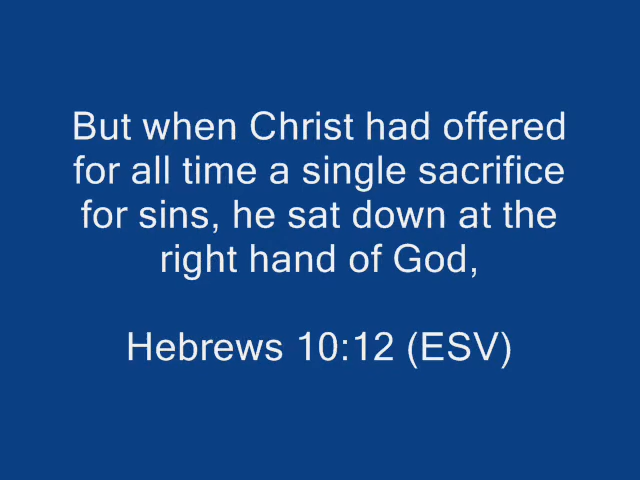 But when Christ had offered
for all time a single sacrifice
for sins, he sat down at the
right hand of God,
Hebrews 10:12 (ESV)